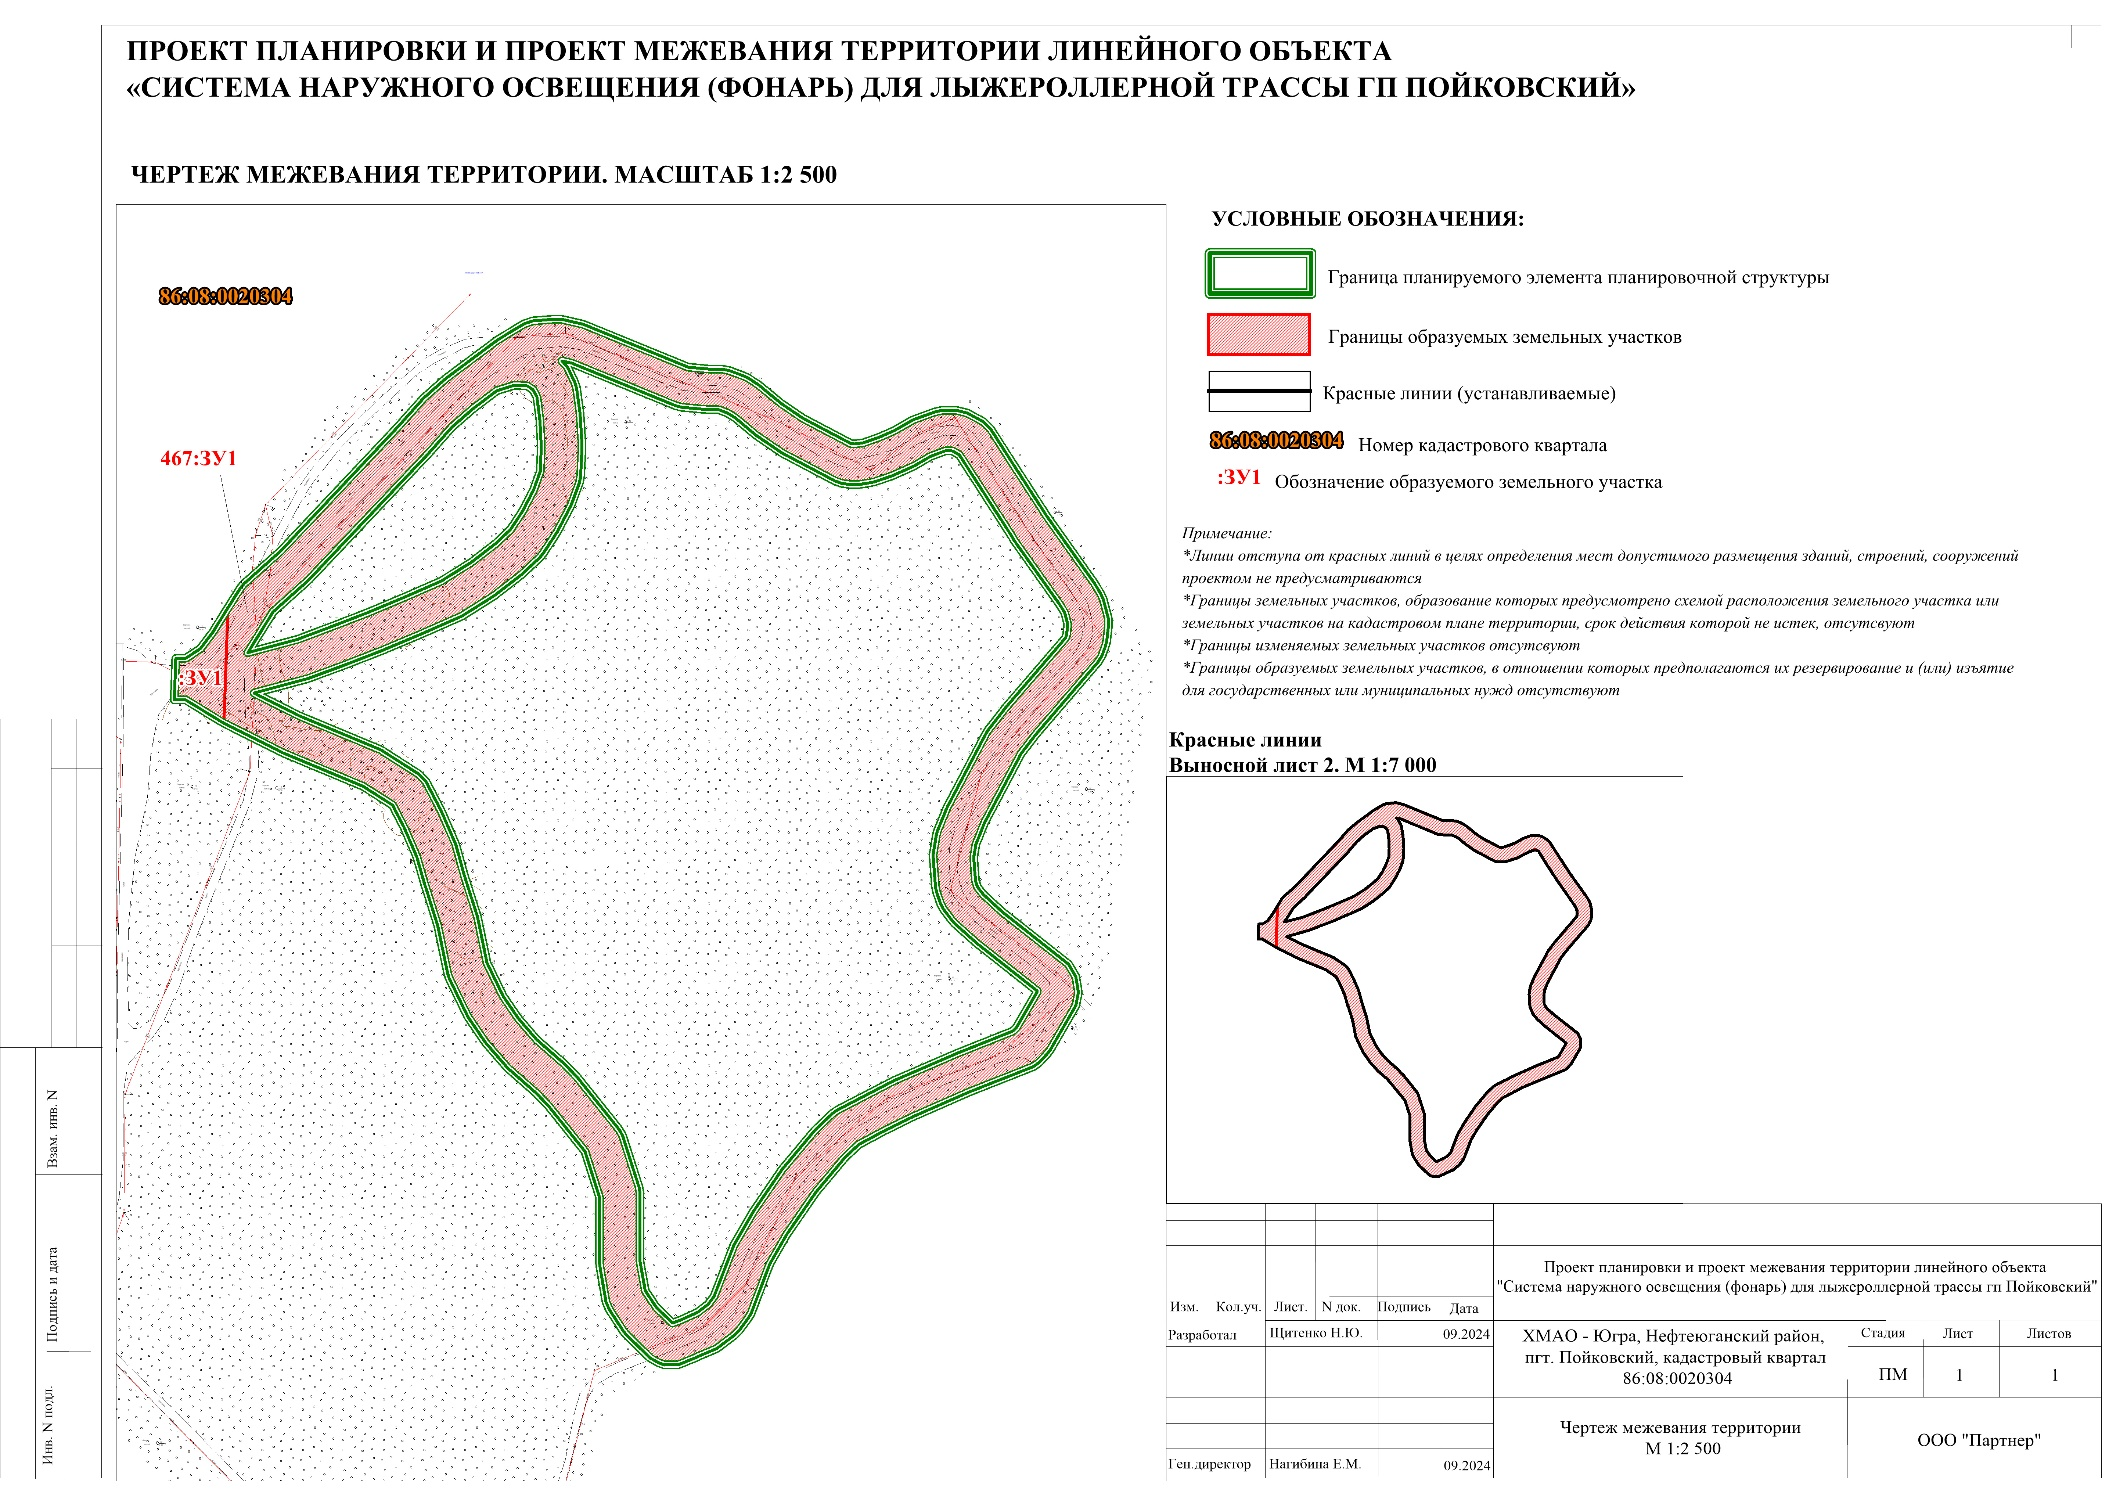 ПРОЕКТ ПЛАНИРОВКИ И ПРОЕКТ МЕЖЕВАНИЯ ТЕРРИТОРИИ ЛИНЕЙНОГО ОБЪЕКТА
«СИСТЕМА НАРУЖНОГО ОСВЕЩЕНИЯ (ФОНАРЬ) ДЛЯ ЛЫЖЕРОЛЛЕРНОЙ ТРАССЫ ГП ПОЙКОВСКИЙ»
ЧЕРТЕЖ МЕЖЕВАНИЯ ТЕРРИТОРИИ. МАСШТАБ 1:2 500
86:08:0020304
467:ЗУ1
:ЗУ1
УСЛОВНЫЕ ОБОЗНАЧЕНИЯ:
Граница планируемого элемента планировочной структуры
Границы образуемых земельных участков
Красные линии (устанавливаемые)
86:08:0020304 Номер кадастрового квартала
:ЗУ1 Обозначение образуемого земельного участка
Примечание:
*Линии отступа от красных линий в целях определения мест допустимого размещения зданий, строений, сооружений
проектом не предусматриваются
*Границы земельных участков, образование которых предусмотрено схемой расположения земельного участка или
земельных участков на кадастровом плане территории, срок действия которой не истек, отсутсвуют
*Границы изменяемых земельных участков отсутсвуют
*Границы образуемых земельных участков, в отношении которых предполагаются их резервирование и (или) изъятие
для государственных или муниципальных нужд отсутствуют
Красные линии
Выносной лист 2. М 1:7 000
Проект планировки и проект межевания территории линейного объекта
"Система наружного освещения (фонарь) для лыжероллерной трассы гп Пойковский"
Изм. Кол.уч. Лист. N док. Подпись Дата
Разработал Щитенко Н.Ю. 09.2024
ХМАО - Югра, Нефтеюганский район,
пгт. Пойковский, кадастровый квартал
86:08:0020304
Стадия Лист Листов
ПМ 1 1
Чертеж межевания территории
М 1:2 500
ООО "Партнер"
Ген.директор Нагибина Е.М. 09.2024
Взам. инв. N
Подпись и дата
Инв. N подл.